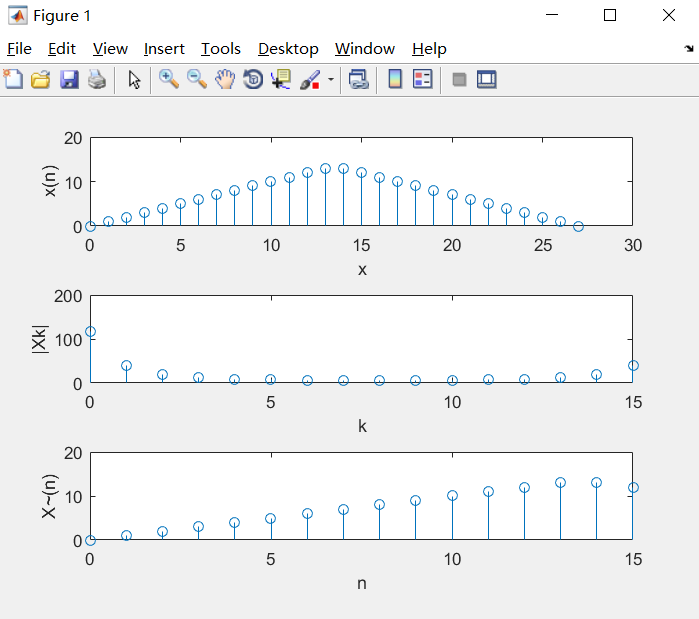 Figure 1
File Edit View Insert Tools Desktop Window Help
20
10
0
x(n)
0 5 10 15 20 25 30
x
200
100
0
|Xk|
0 5 10 15
k
20
10
0
X~(n)
0 5 10 15
n